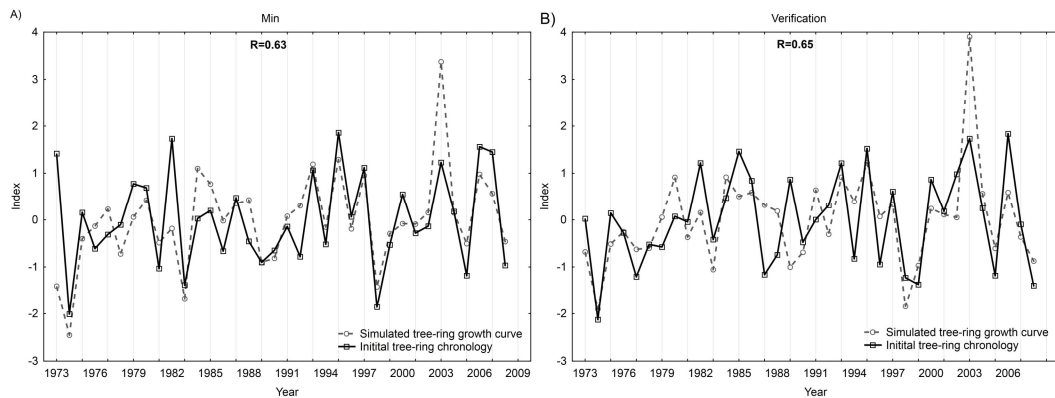 A)
Min
R=0.63
4
3
2
1
0
-1
-2
-3
Index
1973 1976 1979 1982 1985 1988 1991 1994 1997 2000 2003 2006 2009
Year
Simulated tree-ring growth curve
Initital tree-ring chronology
B)
Verification
R=0.65
4
3
2
1
0
-1
-2
-3
Index
1973 1976 1979 1982 1985 1988 1991 1994 1997 2000 2003 2006
Year
Simulated tree-ring growth curve
Initital tree-ring chronology